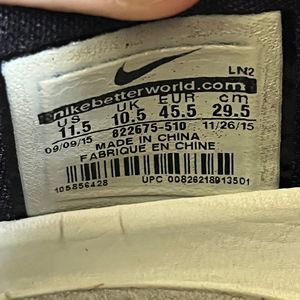 LN2
nikebetterworld.com
US UK EUR cm
11.5 10.5 45.5 29.5
09/09/15 822675-510 11/26/15
MADE IN CHINA
FABRIQUE EN CHINE
105856428 UPC 00826218913501